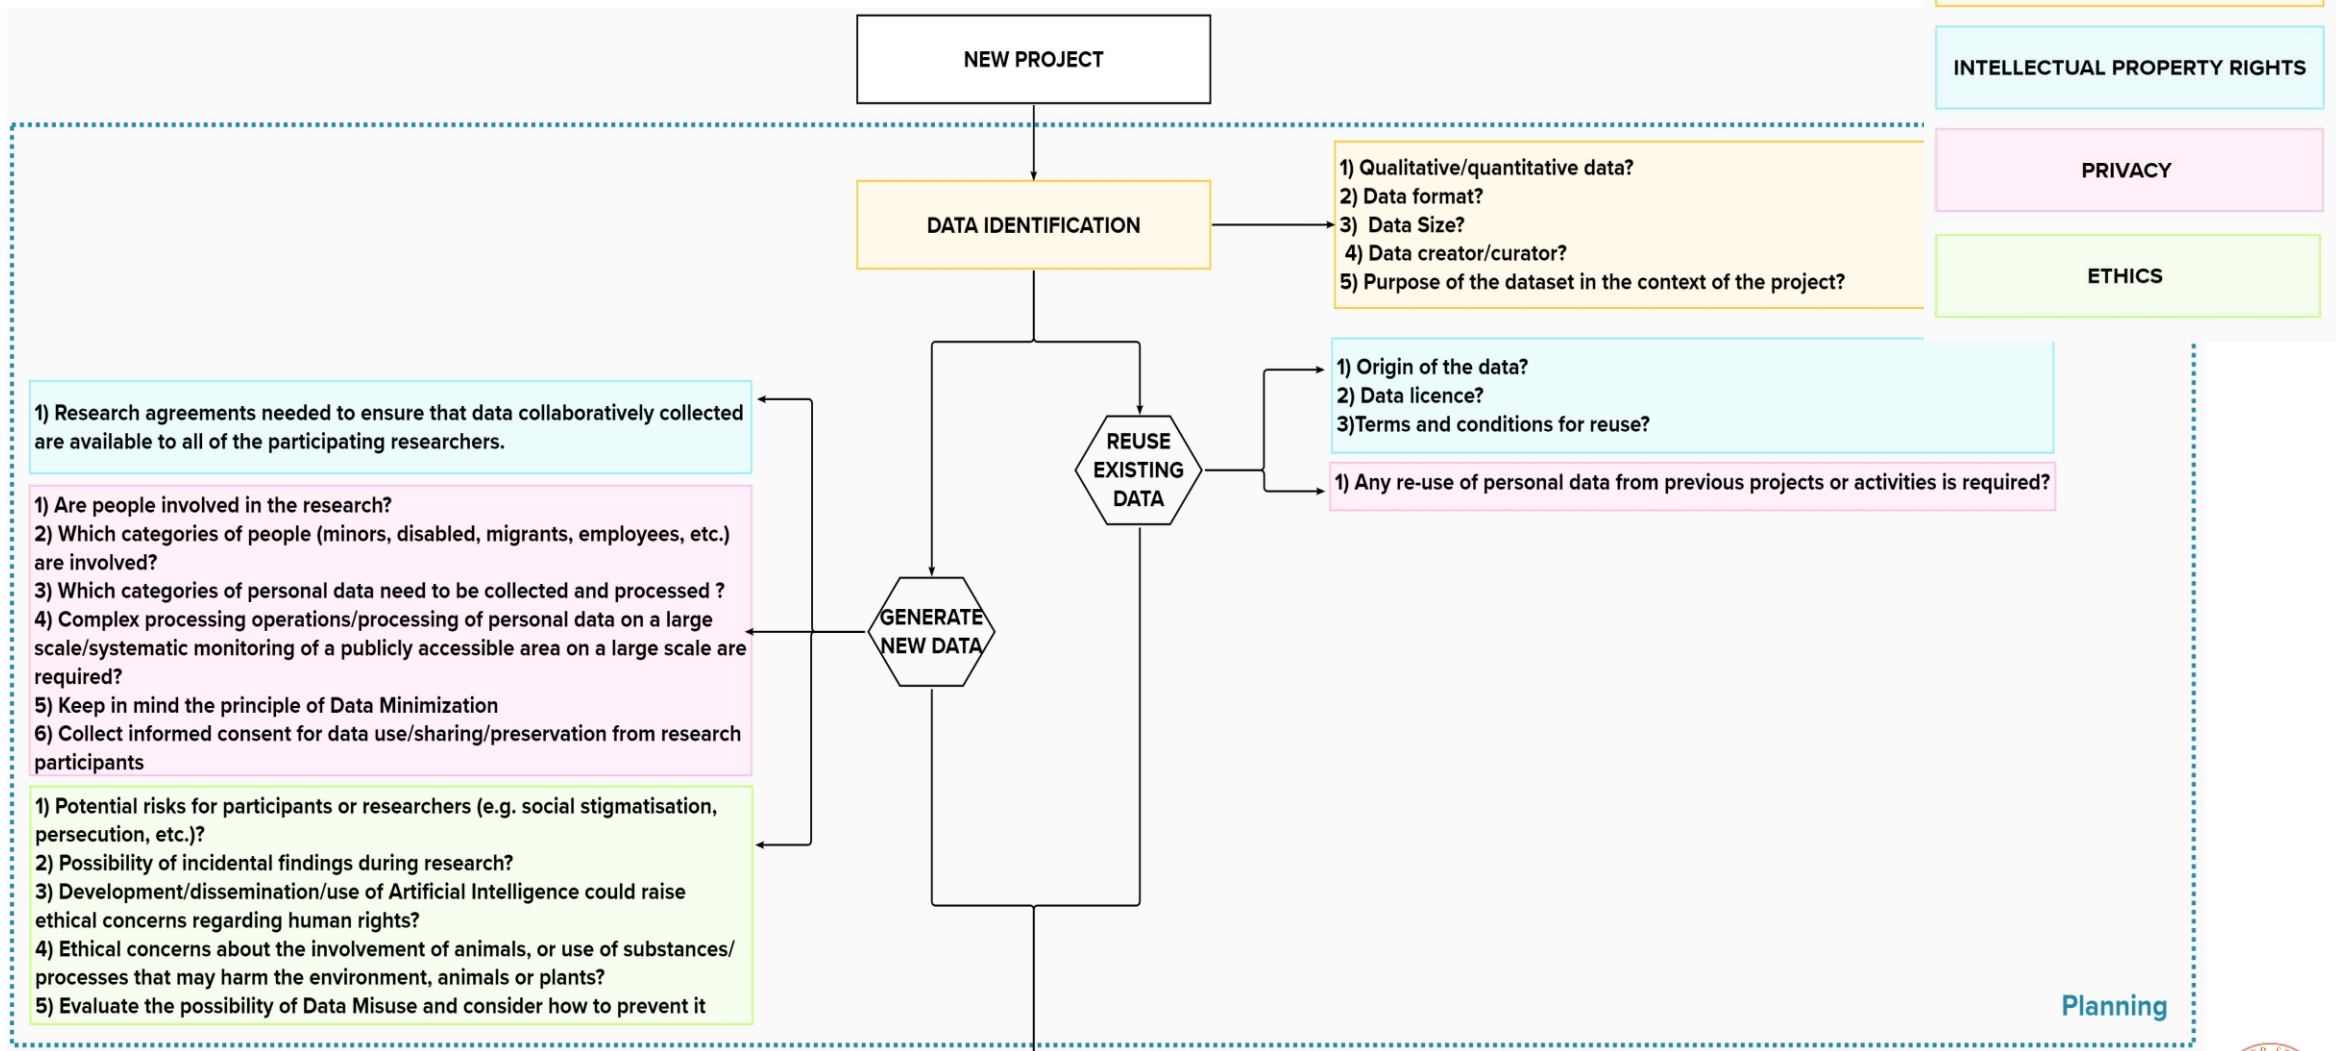 NEW PROJECT
INTELLECTUAL PROPERTY RIGHTS
PRIVACY
ETHICS
DATA IDENTIFICATION
1) Qualitative/quantitative data?
2) Data format?
3) Data Size?
4) Data creator/curator?
5) Purpose of the dataset in the context of the project?
1) Origin of the data?
2) Data licence?
3)Terms and conditions for reuse?
REUSE
EXISTING
DATA
1) Any re-use of personal data from previous projects or activities is required?
1) Research agreements needed to ensure that data collaboratively collected
are available to all of the participating researchers.
1) Are people involved in the research?
2) Which categories of people (minors, disabled, migrants, employees, etc.)
are involved?
3) Which categories of personal data need to be collected and processed ?
4) Complex processing operations/processing of personal data on a large
scale/systematic monitoring of a publicly accessible area on a large scale are
required?
5) Keep in mind the principle of Data Minimization
6) Collect informed consent for data use/sharing/preservation from research
participants
GENERATE
NEW DATA
1) Potential risks for participants or researchers (e.g. social stigmatisation,
persecution, etc.)?
2) Possibility of incidental findings during research?
3) Development/dissemination/use of Artificial Intelligence could raise
ethical concerns regarding human rights?
4) Ethical concerns about the involvement of animals, or use of substances/
processes that may harm the environment, animals or plants?
5) Evaluate the possibility of Data Misuse and consider how to prevent it
Planning